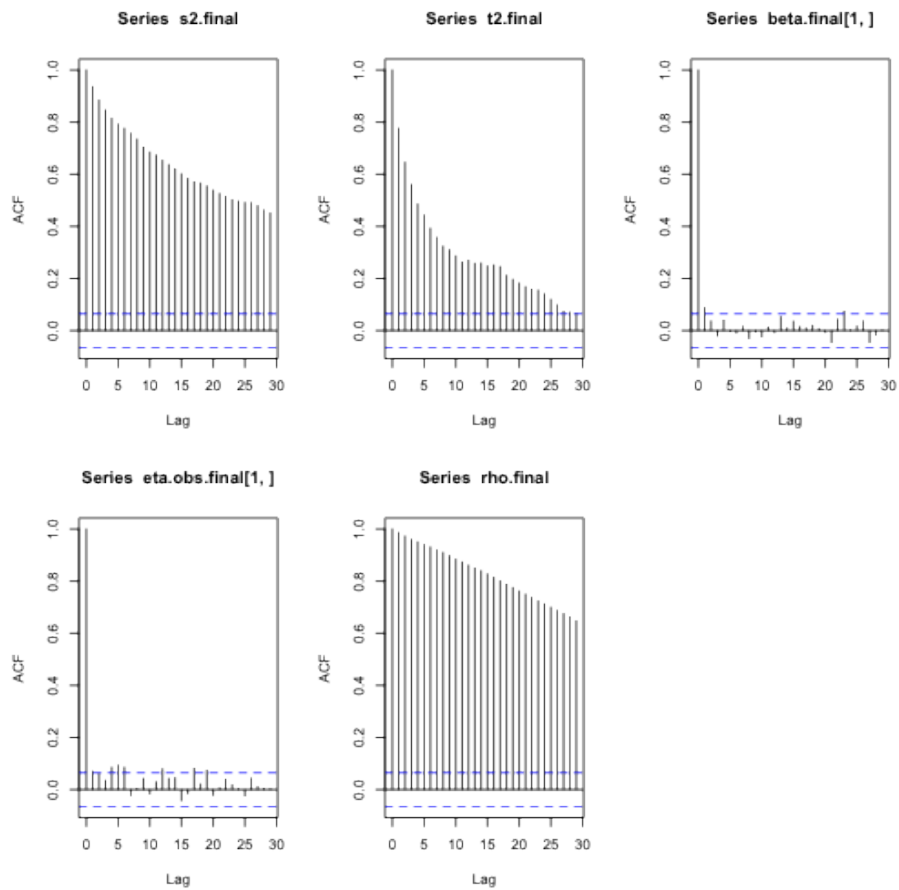 Series s2.final
ACF
0.0 0.2 0.4 0.6 0.8 1.0
0 5 10 15 20 25 30
Lag
Series t2.final
ACF
0.0 0.2 0.4 0.6 0.8 1.0
0 5 10 15 20 25 30
Lag
Series beta.final[1, ]
ACF
0.0 0.2 0.4 0.6 0.8 1.0
0 5 10 15 20 25 30
Lag
Series eta.obs.final[1, ]
ACF
0.0 0.2 0.4 0.6 0.8 1.0
0 5 10 15 20 25 30
Lag
Series rho.final
ACF
0.0 0.2 0.4 0.6 0.8 1.0
0 5 10 15 20 25 30
Lag